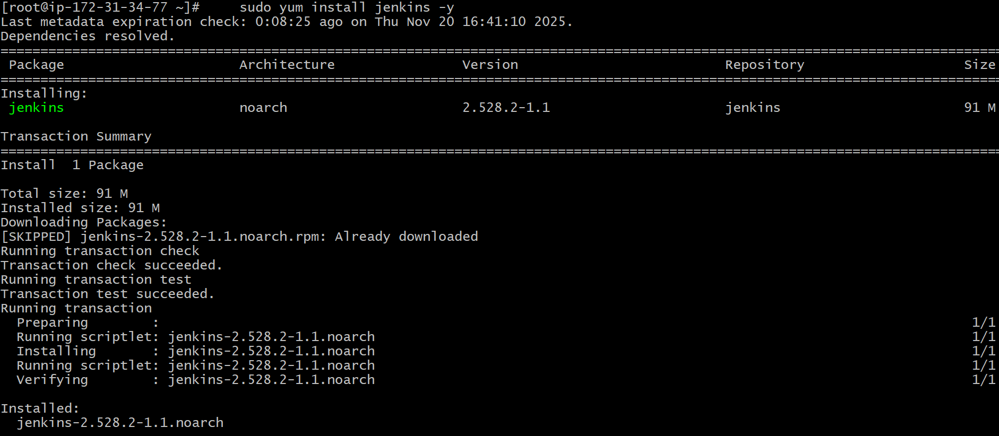 [root@ip-172-31-34-77 ~]#     sudo yum install jenkins -y
Last metadata expiration check: 0:08:25 ago on Thu Nov 20 16:41:10 2025.
Dependencies resolved.
=============================================================================================================================
 Package                      Architecture                Version                          Repository                    Size
=============================================================================================================================
Installing:
 jenkins                      noarch                      2.528.2-1.1                      jenkins                       91 M

Transaction Summary
=============================================================================================================================
Install  1 Package

Total size: 91 M
Installed size: 91 M
Downloading Packages:
[SKIPPED] jenkins-2.528.2-1.1.noarch.rpm: Already downloaded
Running transaction check
Transaction check succeeded.
Running transaction test
Transaction test succeeded.
Running transaction
  Preparing        :                                                                                                      1/1
  Running scriptlet: jenkins-2.528.2-1.1.noarch                                                                           1/1
  Installing       : jenkins-2.528.2-1.1.noarch                                                                           1/1
  Running scriptlet: jenkins-2.528.2-1.1.noarch                                                                           1/1
  Verifying        : jenkins-2.528.2-1.1.noarch                                                                           1/1

Installed:
  jenkins-2.528.2-1.1.noarch